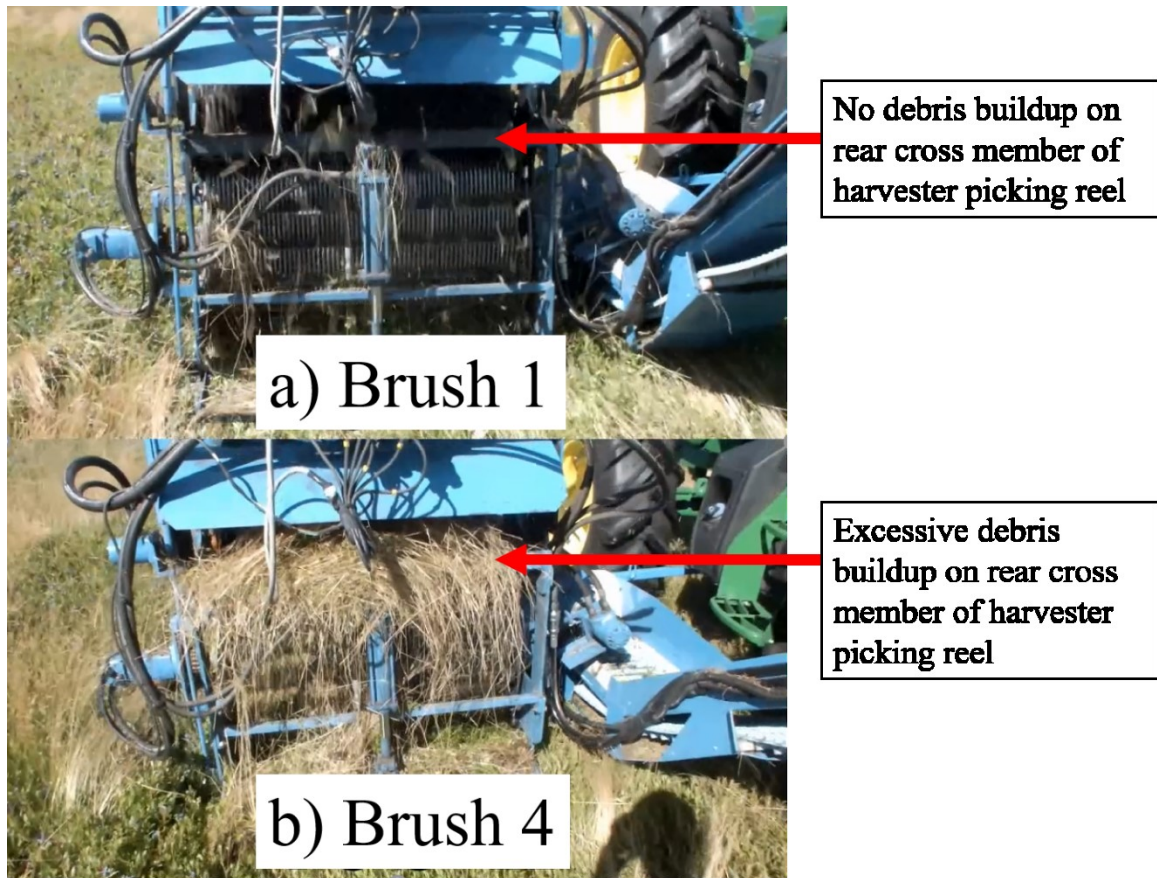 No debris buildup on
rear cross member of
harvester picking reel
a) Brush 1
Excessive debris
buildup on rear cross
member of harvester
picking reel
b) Brush 4